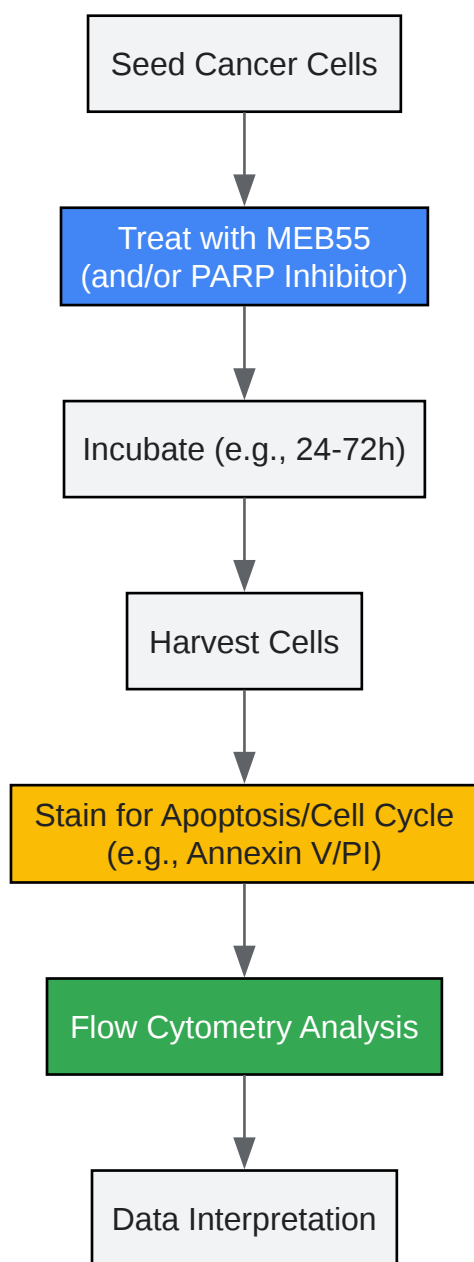 Seed Cancer Cells
Treat with MEB55
(and/or PARP Inhibitor)
Incubate (e.g., 24-72h)
Harvest Cells
Stain for Apoptosis/Cell Cycle
(e.g., Annexin V/PI)
Flow Cytometry Analysis
Data Interpretation